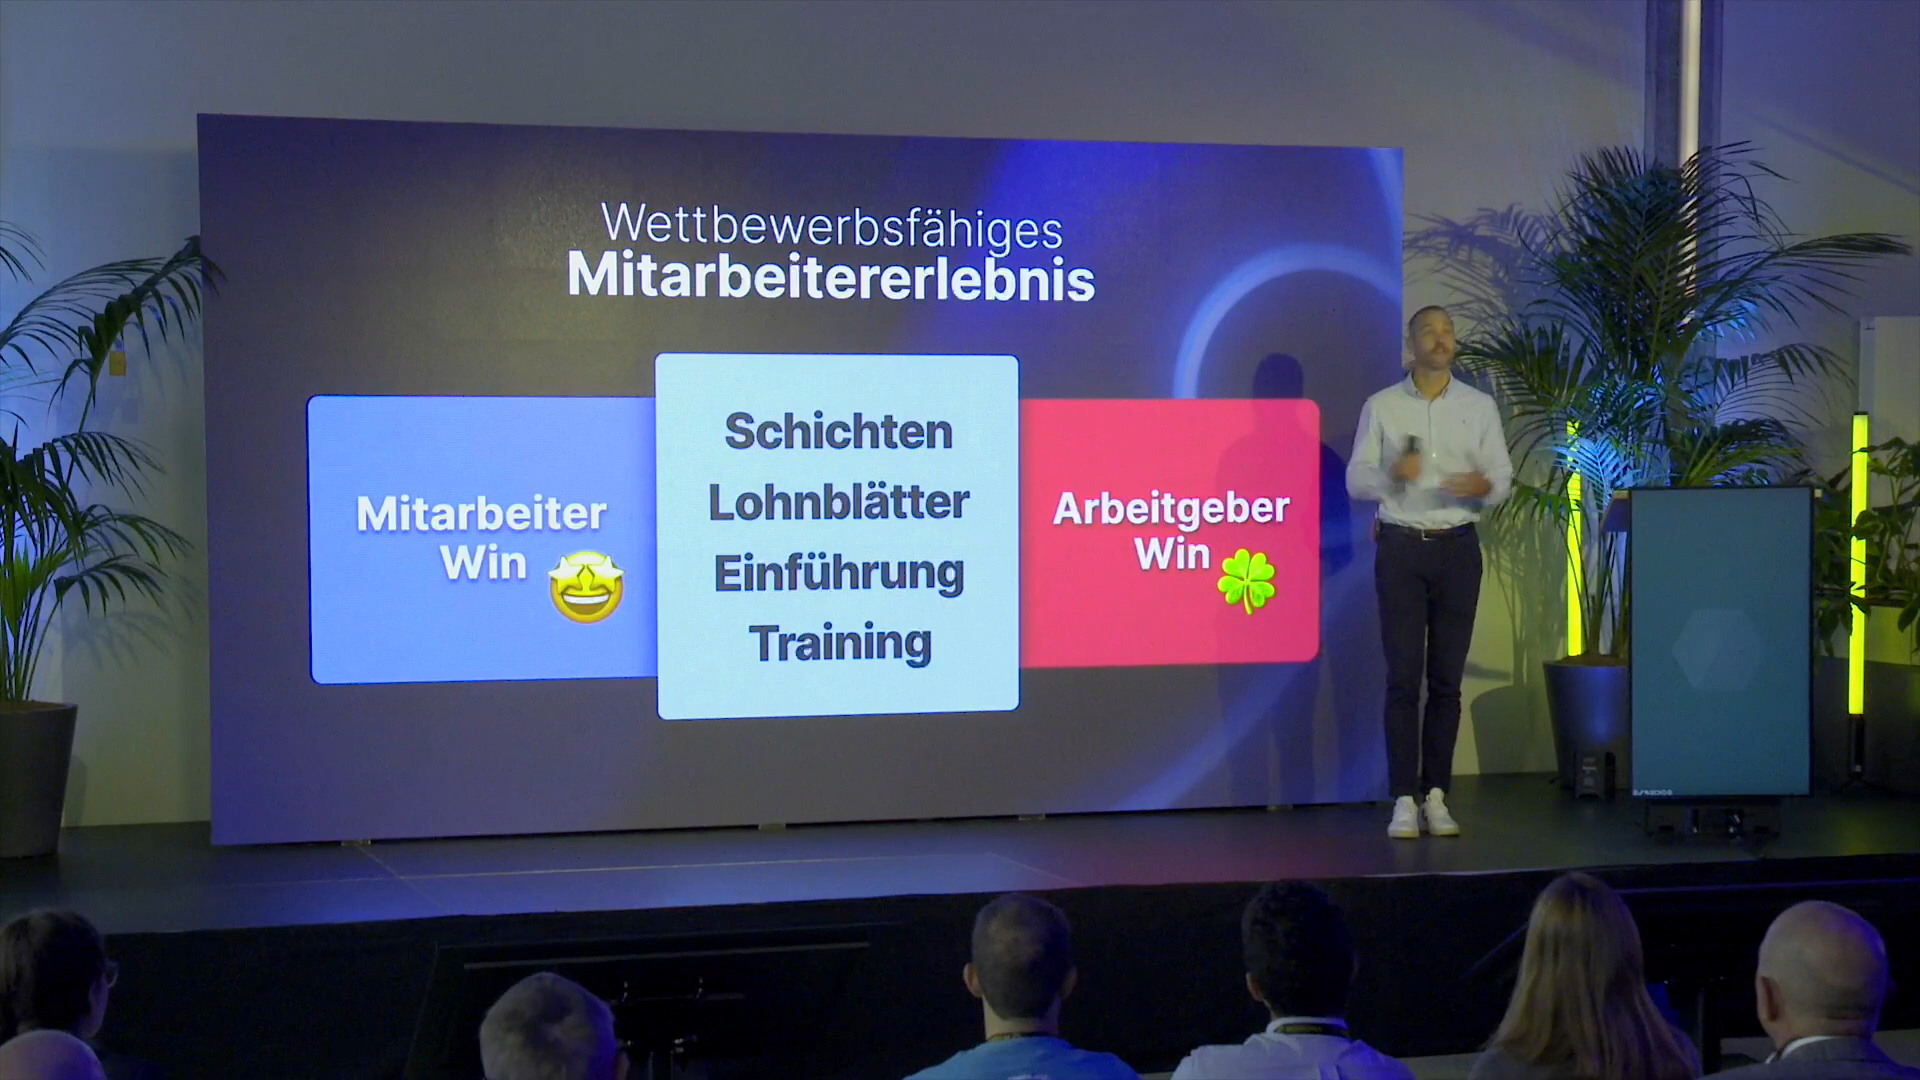 Wettbewerbsfähiges
Mitarbeitererlebnis
Mitarbeiter
Win
Schichten
Lohnblätter
Einführung
Training
Arbeitgeber
Win